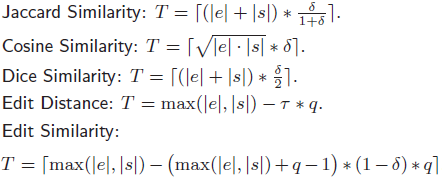 Jaccard Similarity: T = ⌈(|e| + |s|) ∗ δ/(1+δ)⌉.
Cosine Similarity: T = ⌈√(|e| · |s|) ∗ δ⌉.
Dice Similarity: T = ⌈(|e| + |s|) ∗ δ/2⌉.
Edit Distance: T = max(|e|, |s|) − τ ∗ q.
Edit Similarity:
T = ⌈max(|e|, |s|) − (max(|e|, |s|) + q − 1) ∗ (1 − δ) ∗ q⌉